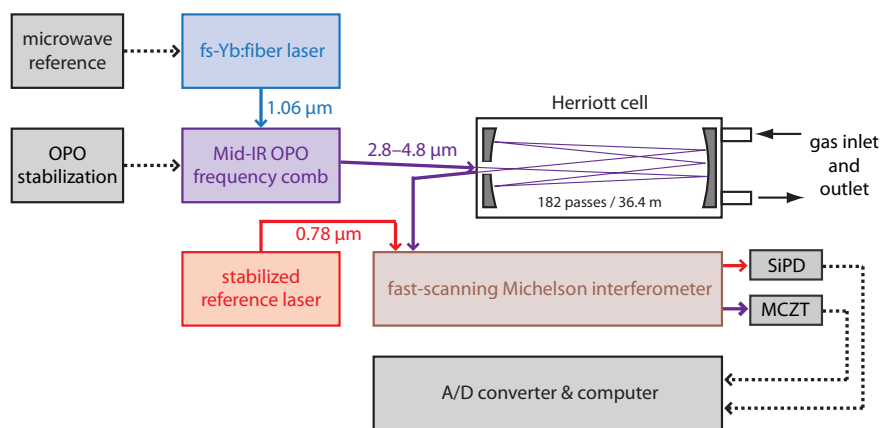 microwave
reference
fs-Yb:fiber laser
1.06 μm
Herriott cell
OPO
stabilization
Mid-IR OPO
frequency comb
2.8–4.8 μm
182 passes / 36.4 m
gas inlet
and
outlet
0.78 μm
stabilized
reference laser
fast-scanning Michelson interferometer
SiPD
MCZT
A/D converter & computer